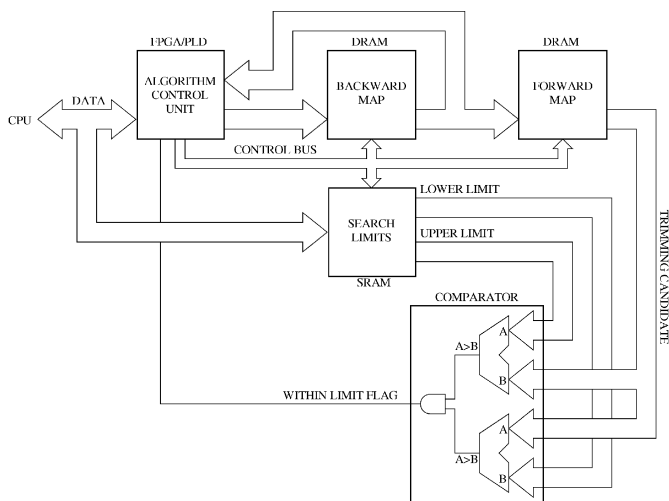 FPGA/PLD
DRAM
DRAM
ALGORITHM
CONTROL
UNIT
BACKWARD
MAP
FORWARD
MAP
CPU
DATA
CONTROL BUS
LOWER LIMIT
SEARCH
LIMITS
UPPER LIMIT
SRAM
TRIMMING CANDIDATE
COMPARATOR
A
A>B
B
WITHIN LIMIT FLAG
A
A>B
B